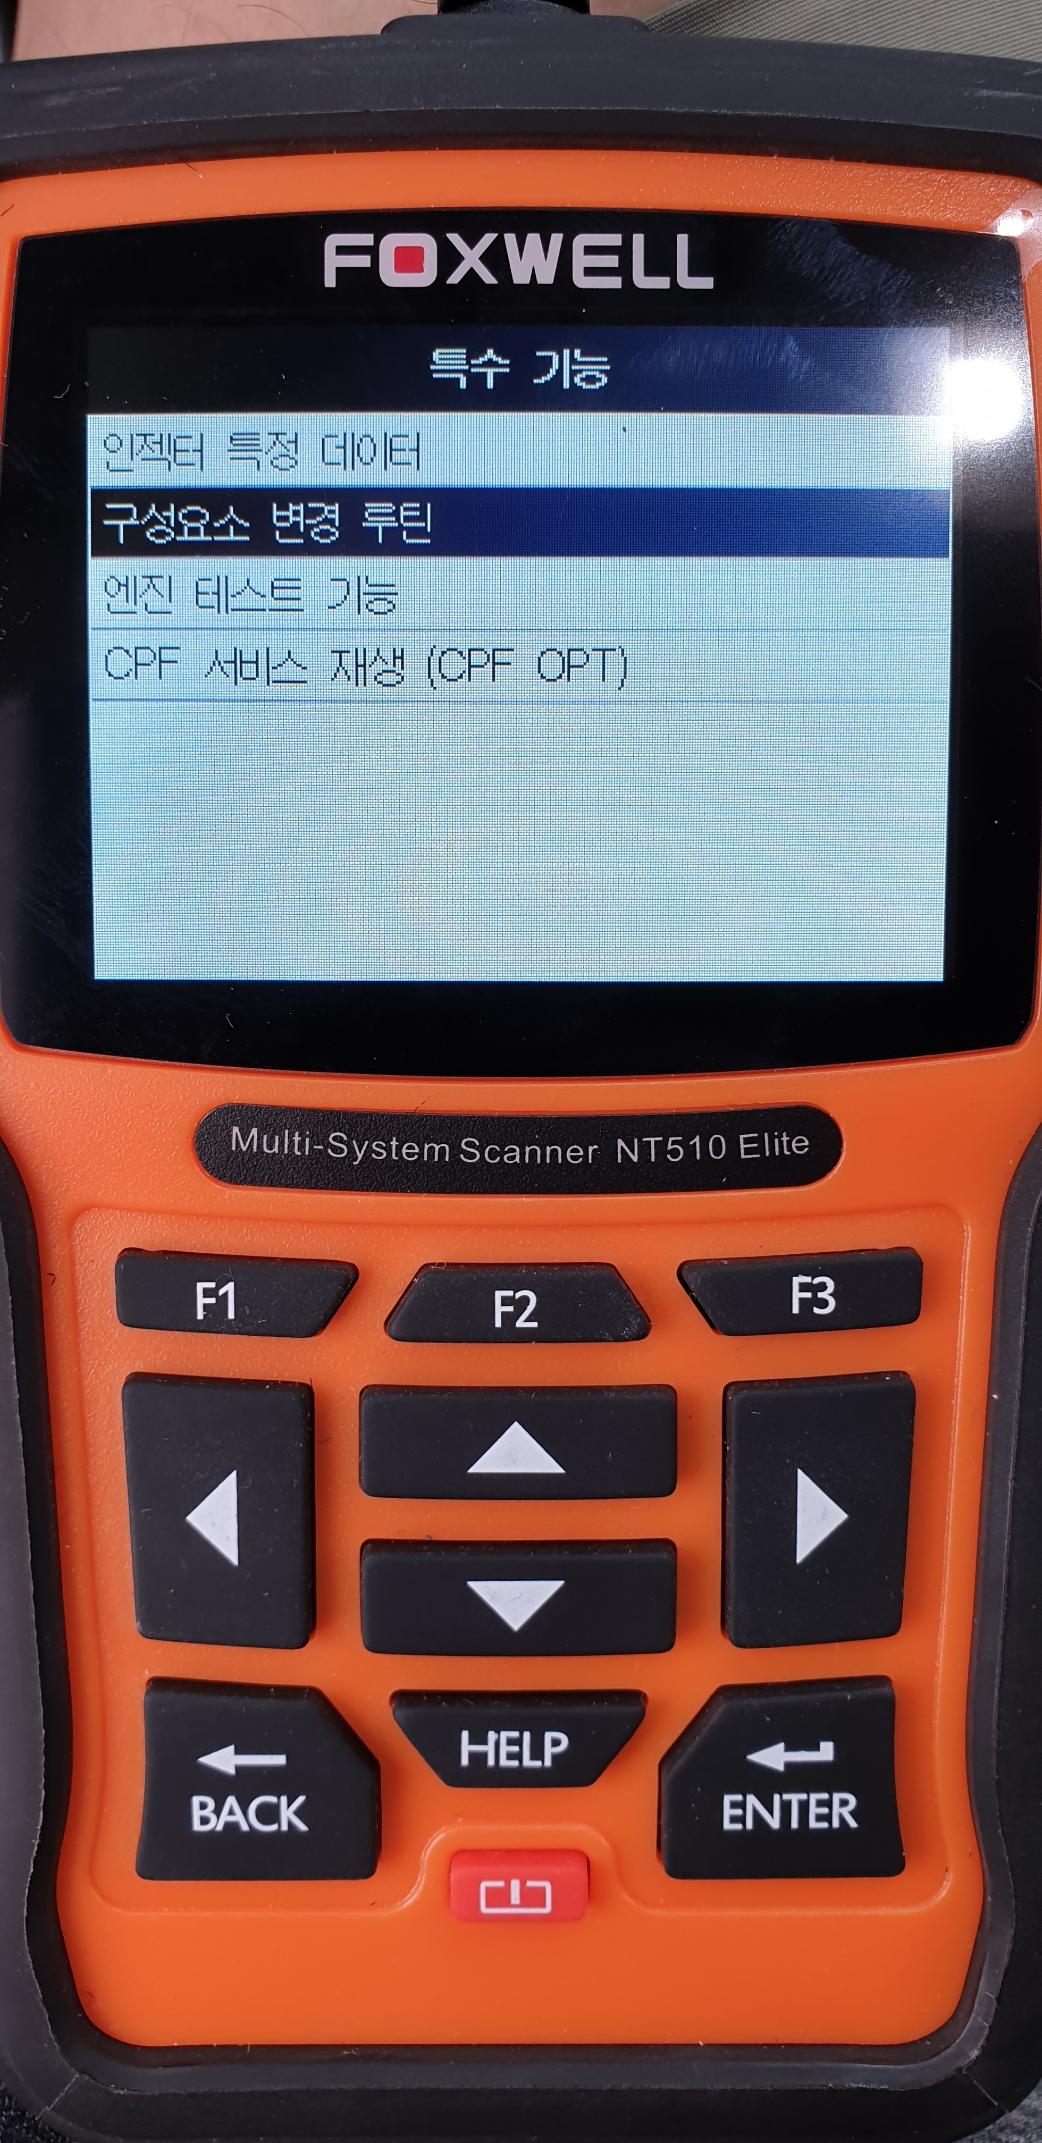 FOXWELL
특수 기능
인젝터 특정 데이터
구성요소 변경 루틴
엔진 테스트 기능
CPF 서비스 재생 (CPF OPT)
Multi-System Scanner NT510 Elite
F1 F2 F3
BACK HELP ENTER